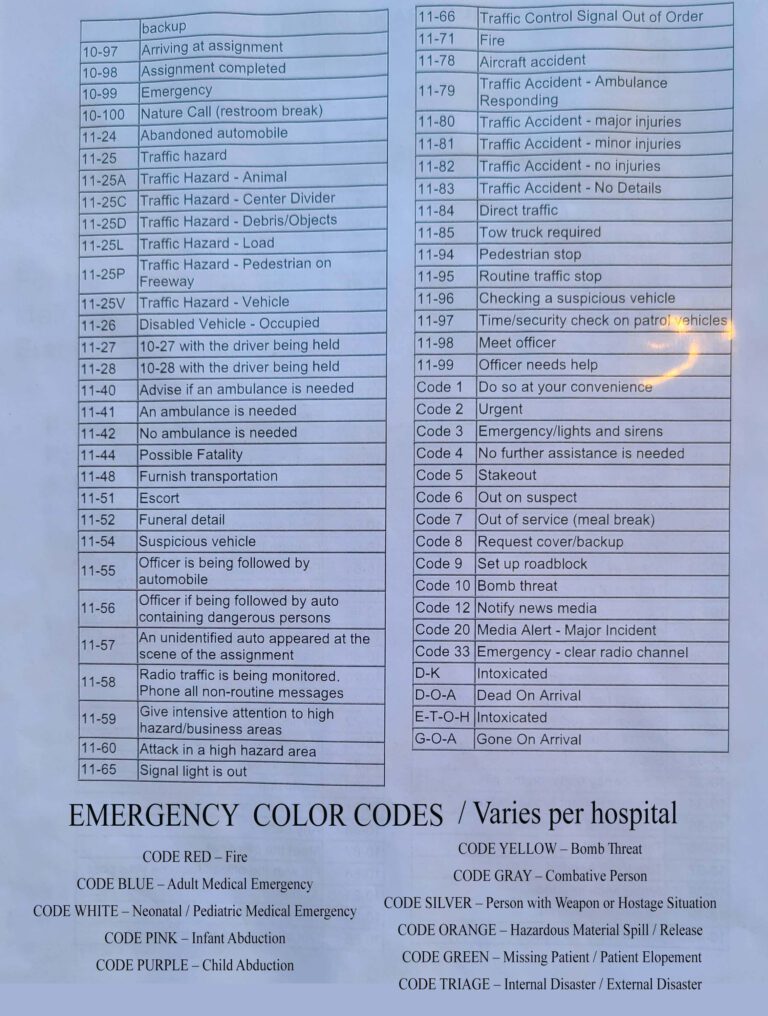 backup
10-97 Arriving at assignment
10-98 Assignment completed
10-99 Emergency
10-100 Nature Call (restroom break)
11-24 Abandoned automobile
11-25 Traffic hazard
11-25A Traffic Hazard - Animal
11-25C Traffic Hazard - Center Divider
11-25D Traffic Hazard - Debris/Objects
11-25L Traffic Hazard - Load
11-25P Traffic Hazard - Pedestrian on
Freeway
11-25V Traffic Hazard - Vehicle
11-26 Disabled Vehicle - Occupied
11-27 10-27 with the driver being held
11-28 10-28 with the driver being held
11-40 Advise if an ambulance is needed
11-41 An ambulance is needed
11-42 No ambulance is needed
11-44 Possible Fatality
11-48 Furnish transportation
11-51 Escort
11-52 Funeral detail
11-54 Suspicious vehicle
11-55 Officer is being followed by
automobile
11-56 Officer if being followed by auto
containing dangerous persons
11-57 An unidentified auto appeared at the
scene of the assignment
11-58 Radio traffic is being monitored.
Phone all non-routine messages
11-59 Give intensive attention to high
hazard/business areas
11-60 Attack in a high hazard area
11-65 Signal light is out
11-66 Traffic Control Signal Out of Order
11-71 Fire
11-78 Aircraft accident
11-79 Traffic Accident - Ambulance
Responding
11-80 Traffic Accident - major injuries
11-81 Traffic Accident - minor injuries
11-82 Traffic Accident - no injuries
11-83 Traffic Accident - No Details
11-84 Direct traffic
11-85 Tow truck required
11-94 Pedestrian stop
11-95 Routine traffic stop
11-96 Checking a suspicious vehicle
11-97 Time/security check on patrol vehicles
11-98 Meet officer
11-99 Officer needs help
Code 1 Do so at your convenience
Code 2 Urgent
Code 3 Emergency/lights and sirens
Code 4 No further assistance is needed
Code 5 Stakeout
Code 6 Out on suspect
Code 7 Out of service (meal break)
Code 8 Request cover/backup
Code 9 Set up roadblock
Code 10 Bomb threat
Code 12 Notify news media
Code 20 Media Alert - Major Incident
Code 33 Emergency - clear radio channel
D-K Intoxicated
D-O-A Dead On Arrival
E-T-O-H Intoxicated
G-O-A Gone On Arrival
EMERGENCY COLOR CODES / Varies per hospital
CODE RED – Fire
CODE BLUE – Adult Medical Emergency
CODE WHITE – Neonatal / Pediatric Medical Emergency
CODE PINK – Infant Abduction
CODE PURPLE – Child Abduction
CODE YELLOW – Bomb Threat
CODE GRAY – Combative Person
CODE SILVER – Person with Weapon or Hostage Situation
CODE ORANGE – Hazardous Material Spill / Release
CODE GREEN – Missing Patient / Patient Elopement
CODE TRIAGE – Internal Disaster / External Disaster